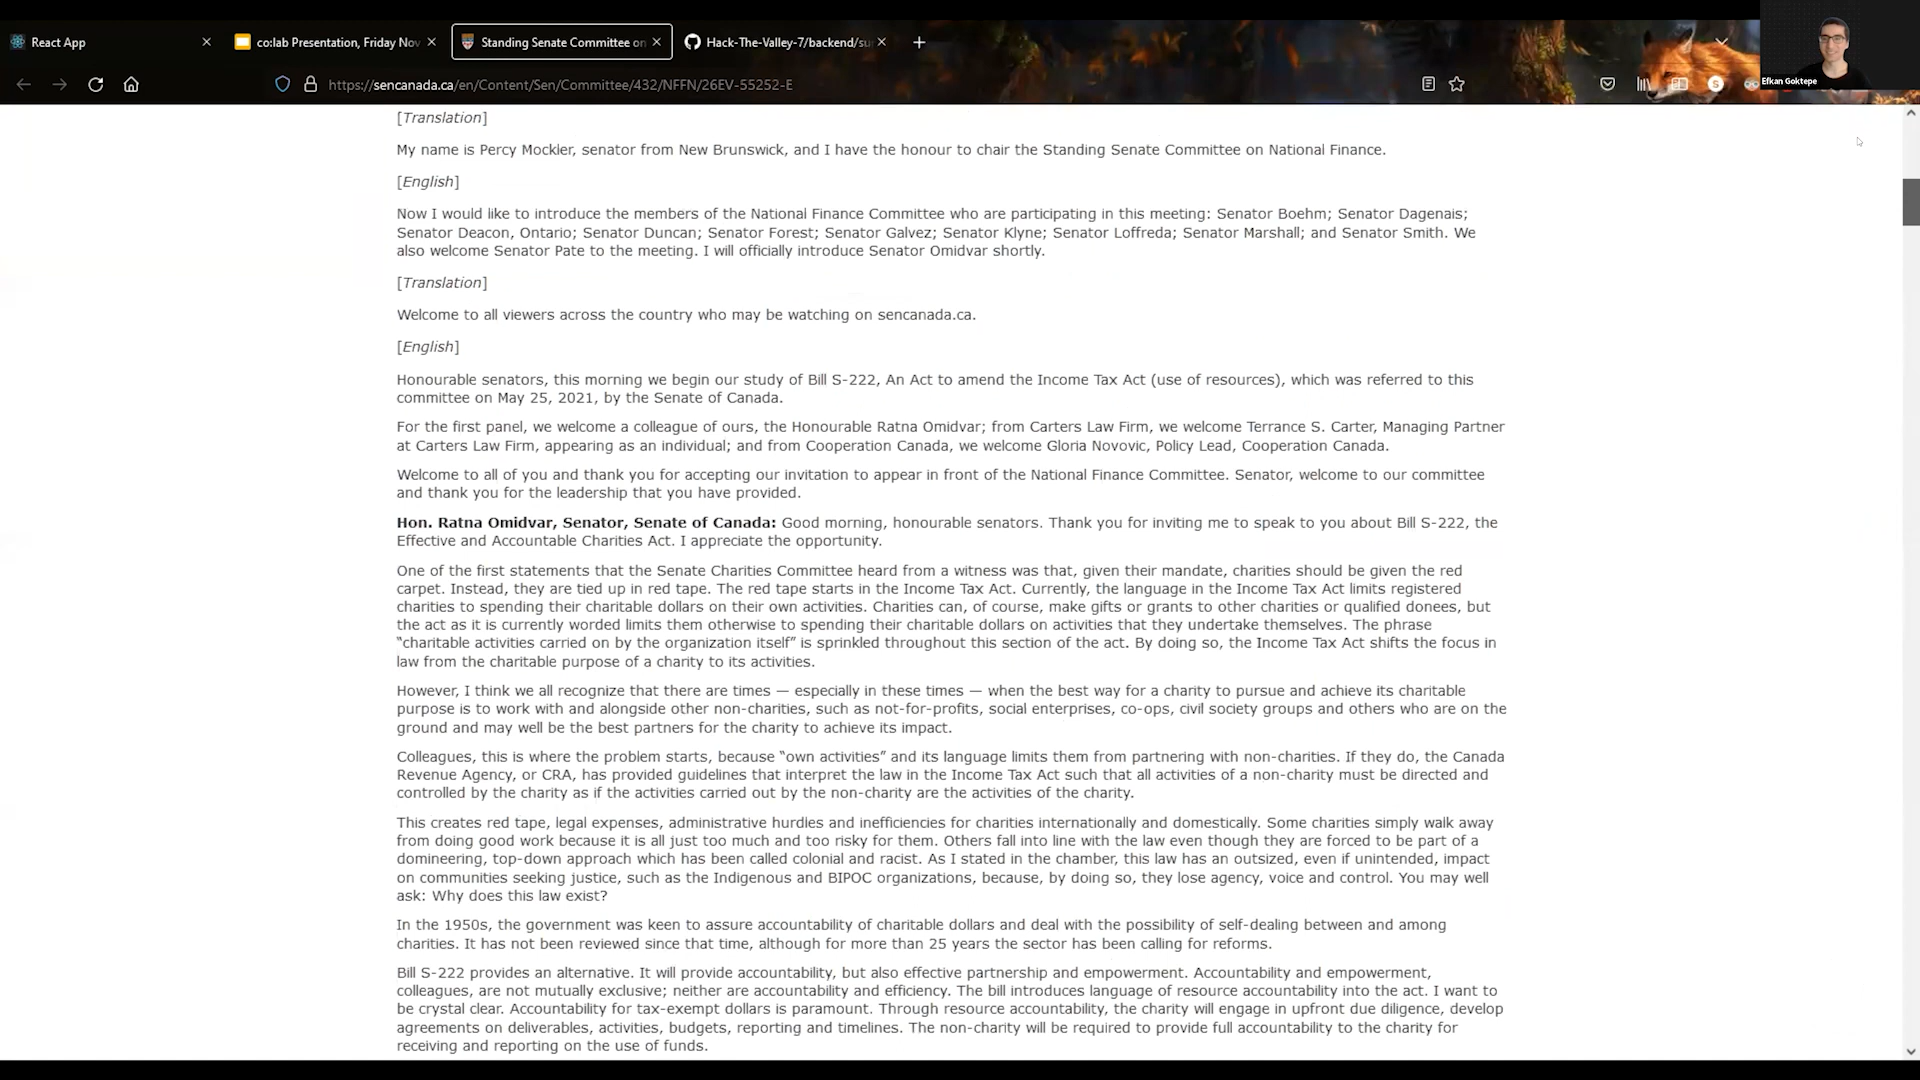 React App
co:lab Presentation, Friday Nov
Standing Senate Committee on
Hack-The-Valley-7/backend/su
https://sencanada.ca/en/Content/Sen/Committee/432/NFFN/26EV-55252-E
S
Efkan Goktepe
[Translation]
My name is Percy Mockler, senator from New Brunswick, and I have the honour to chair the Standing Senate Committee on National Finance.
[English]
Now I would like to introduce the members of the National Finance Committee who are participating in this meeting: Senator Boehm; Senator Dagenais;
Senator Deacon, Ontario; Senator Duncan; Senator Forest; Senator Galvez; Senator Klyne; Senator Loffreda; Senator Marshall; and Senator Smith. We
also welcome Senator Pate to the meeting. I will officially introduce Senator Omidvar shortly.
[Translation]
Welcome to all viewers across the country who may be watching on sencanada.ca.
[English]
Honourable senators, this morning we begin our study of Bill S-222, An Act to amend the Income Tax Act (use of resources), which was referred to this
committee on May 25, 2021, by the Senate of Canada.
For the first panel, we welcome a colleague of ours, the Honourable Ratna Omidvar; from Carters Law Firm, we welcome Terrance S. Carter, Managing Partner
at Carters Law Firm, appearing as an individual; and from Cooperation Canada, we welcome Gloria Novovic, Policy Lead, Cooperation Canada.
Welcome to all of you and thank you for accepting our invitation to appear in front of the National Finance Committee. Senator, welcome to our committee
and thank you for the leadership that you have provided.
Hon. Ratna Omidvar, Senator, Senate of Canada: Good morning, honourable senators. Thank you for inviting me to speak to you about Bill S-222, the
Effective and Accountable Charities Act. I appreciate the opportunity.
One of the first statements that the Senate Charities Committee heard from a witness was that, given their mandate, charities should be given the red
carpet. Instead, they are tied up in red tape. The red tape starts in the Income Tax Act. Currently, the language in the Income Tax Act limits registered
charities to spending their charitable dollars on their own activities. Charities can, of course, make gifts or grants to other charities or qualified donees, but
the act as it is currently worded limits them otherwise to spending their charitable dollars on activities that they undertake themselves. The phrase
“charitable activities carried on by the organization itself” is sprinkled throughout this section of the act. By doing so, the Income Tax Act shifts the focus in
law from the charitable purpose of a charity to its activities.
However, I think we all recognize that there are times — especially in these times — when the best way for a charity to pursue and achieve its charitable
purpose is to work with and alongside other non-charities, such as not-for-profits, social enterprises, co-ops, civil society groups and others who are on the
ground and may well be the best partners for the charity to achieve its impact.
Colleagues, this is where the problem starts, because “own activities” and its language limits them from partnering with non-charities. If they do, the Canada
Revenue Agency, or CRA, has provided guidelines that interpret the law in the Income Tax Act such that all activities of a non-charity must be directed and
controlled by the charity as if the activities carried out by the non-charity are the activities of the charity.
This creates red tape, legal expenses, administrative hurdles and inefficiencies for charities internationally and domestically. Some charities simply walk away
from doing good work because it is all just too much and too risky for them. Others fall into line with the law even though they are forced to be part of a
domineering, top-down approach which has been called colonial and racist. As I stated in the chamber, this law has an outsized, even if unintended, impact
on communities seeking justice, such as the Indigenous and BIPOC organizations, because, by doing so, they lose agency, voice and control. You may well
ask: Why does this law exist?
In the 1950s, the government was keen to assure accountability of charitable dollars and deal with the possibility of self-dealing between and among
charities. It has not been reviewed since that time, although for more than 25 years the sector has been calling for reforms.
Bill S-222 provides an alternative. It will provide accountability, but also effective partnership and empowerment. Accountability and empowerment,
colleagues, are not mutually exclusive; neither are accountability and efficiency. The bill introduces language of resource accountability into the act. I want to
be crystal clear. Accountability for tax-exempt dollars is paramount. Through resource accountability, the charity will engage in upfront due diligence, develop
agreements on deliverables, activities, budgets, reporting and timelines. The non-charity will be required to provide full accountability to the charity for
receiving and reporting on the use of funds.